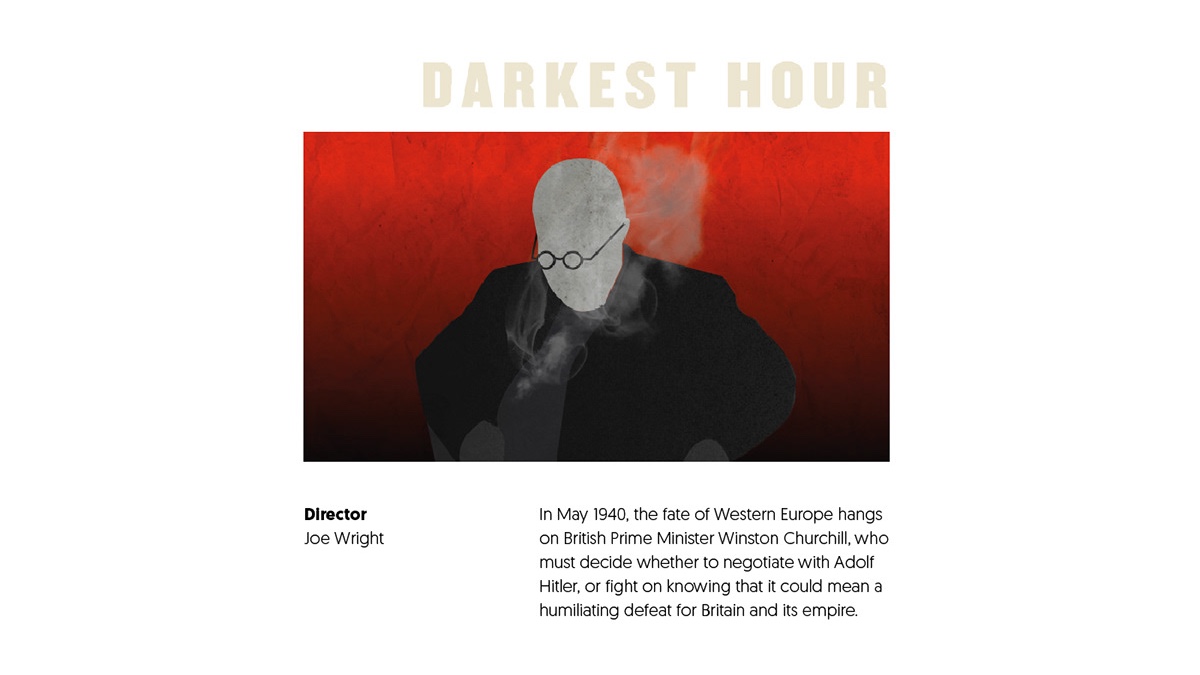 DARKEST HOUR
Director
Joe Wright
In May 1940, the fate of Western Europe hangs
on British Prime Minister Winston Churchill, who
must decide whether to negotiate with Adolf
Hitler, or fight on knowing that it could mean a
humiliating defeat for Britain and its empire.